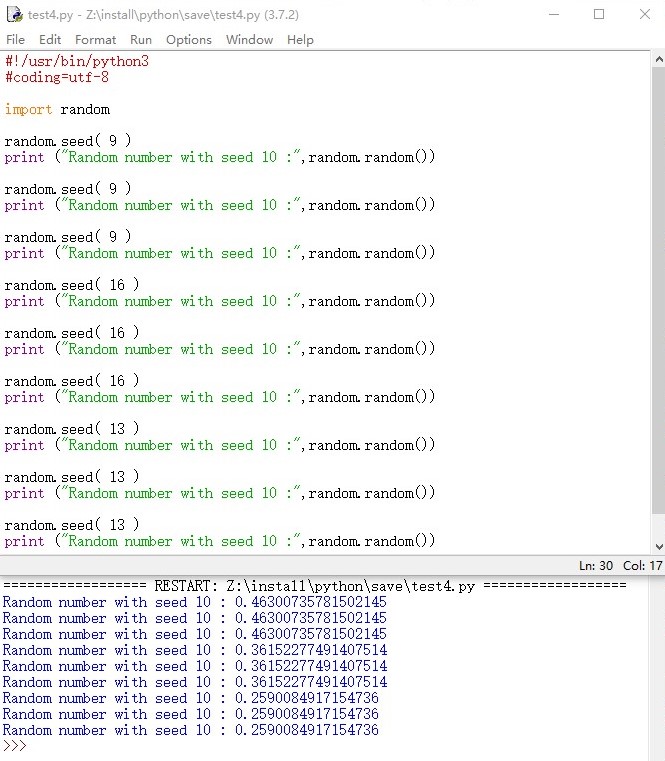 test4.py - Z:\install\python\save\test4.py (3.7.2)
File Edit Format Run Options Window Help
#!/usr/bin/python3
#coding=utf-8
import random
random.seed( 9 )
print ("Random number with seed 10 :",random.random())
random.seed( 9 )
print ("Random number with seed 10 :",random.random())
random.seed( 9 )
print ("Random number with seed 10 :",random.random())
random.seed( 16 )
print ("Random number with seed 10 :",random.random())
random.seed( 16 )
print ("Random number with seed 10 :",random.random())
random.seed( 16 )
print ("Random number with seed 10 :",random.random())
random.seed( 13 )
print ("Random number with seed 10 :",random.random())
random.seed( 13 )
print ("Random number with seed 10 :",random.random())
random.seed( 13 )
print ("Random number with seed 10 :",random.random())
Ln: 30 Col: 17
================== RESTART: Z:\install\python\save\test4.py ==================
Random number with seed 10 : 0.46300735781502145
Random number with seed 10 : 0.46300735781502145
Random number with seed 10 : 0.46300735781502145
Random number with seed 10 : 0.36152277491407514
Random number with seed 10 : 0.36152277491407514
Random number with seed 10 : 0.36152277491407514
Random number with seed 10 : 0.2590084917154736
Random number with seed 10 : 0.2590084917154736
Random number with seed 10 : 0.2590084917154736
>>>